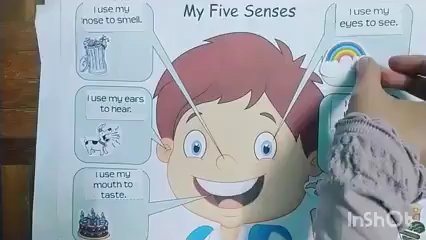 My Five Senses
I use my
nose to smell.
I use my
eyes to see.
I use my ears
to hear.
I use my
mouth to
taste.
InShOt